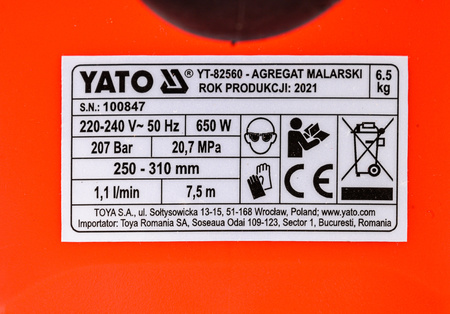 YATO ® YT-82560 - AGREGAT MALARSKI 6.5
ROK PRODUKCJI: 2021 kg
S.N.: 100847
220-240 V~ 50 Hz 650 W
207 Bar 20,7 MPa
250 - 310 mm
1,1 l/min 7,5 m
CE
TOYA S.A., ul. Sołtysowicka 13-15, 51-168 Wrocław, Poland; www.yato.com
Importator: Toya Romania SA, Soseaua Odai 109-123, Sector 1, Bucuresti, Romania